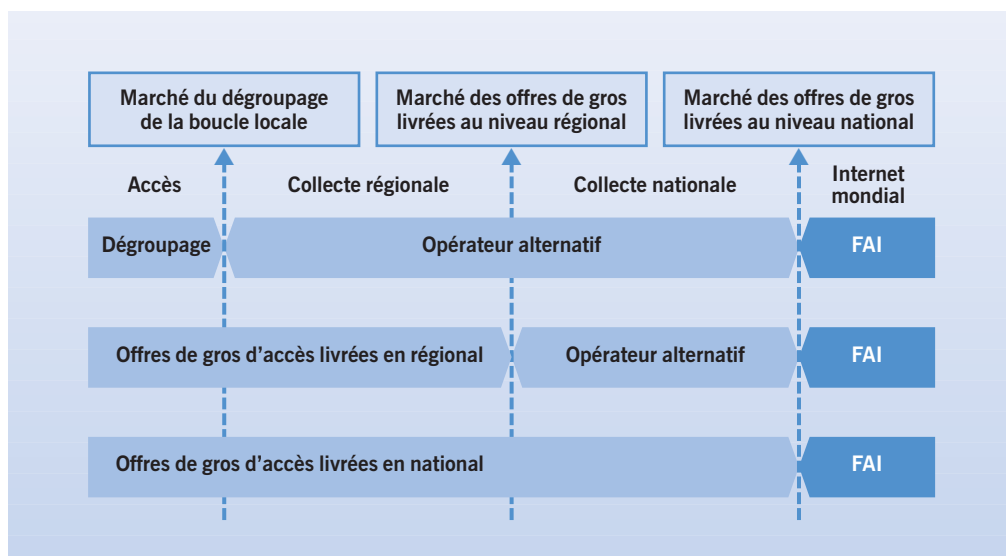 Marché du dégroupage
de la boucle locale
Marché des offres de gros
livrées au niveau régional
Marché des offres de gros
livrées au niveau national
Accès
Collecte régionale
Collecte nationale
Internet
mondial
Dégroupage
Opérateur alternatif
FAI
Offres de gros d'accès livrées en régional
Opérateur alternatif
FAI
Offres de gros d'accès livrées en national
FAI